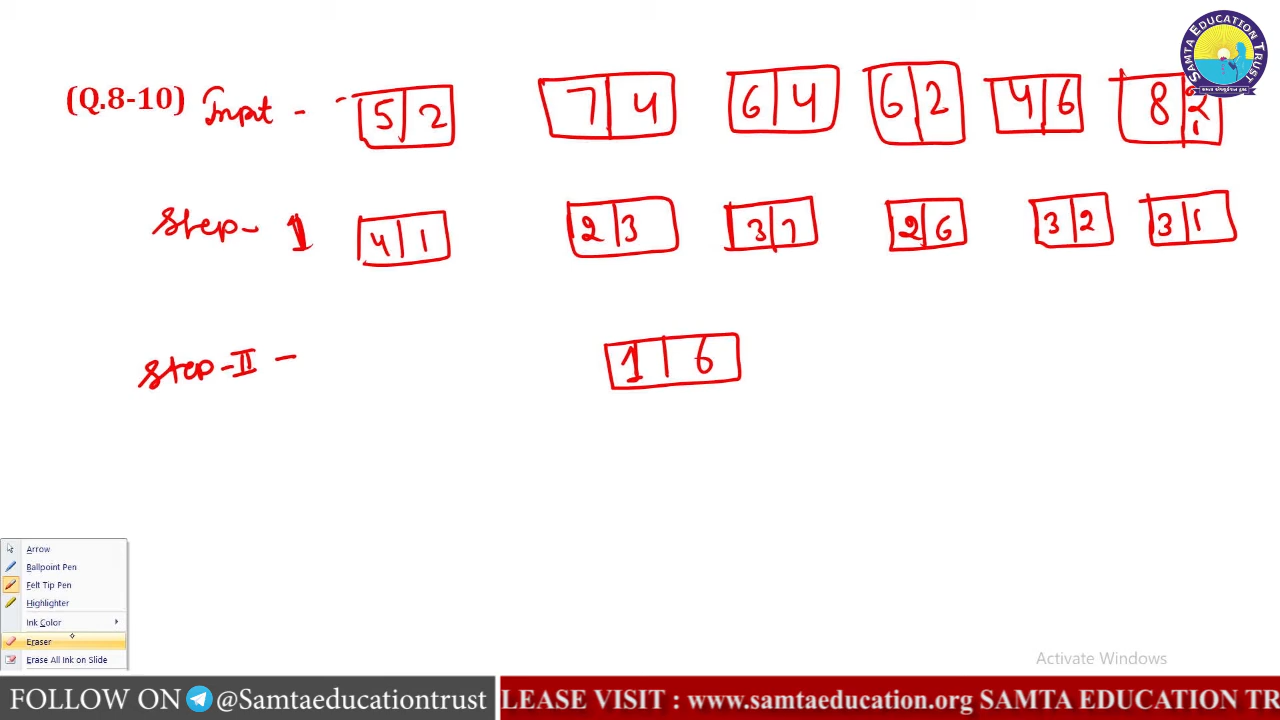 SAMTA EDUCATION TRUST
(Q.8-10) Input - 5 2 7 4 6 4 6 2 4 6 8
Step- 1 4 1 2 3 3 7 2 6 3 2 3 1
Step-II - 1 6
Arrow
Ballpoint Pen
Felt Tip Pen
Highlighter
Ink Color
Eraser
Erase All Ink on Slide
Activate Windows
FOLLOW ON @Samtaeducationtrust LEASE VISIT : www.samtaeducation.org SAMTA EDUCATION TR